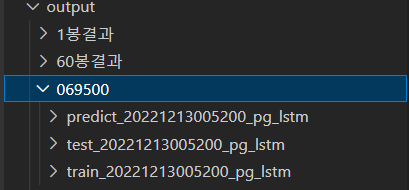 output
1봉결과
60봉결과
069500
predict_20221213005200_pg_lstm
test_20221213005200_pg_lstm
train_20221213005200_pg_lstm